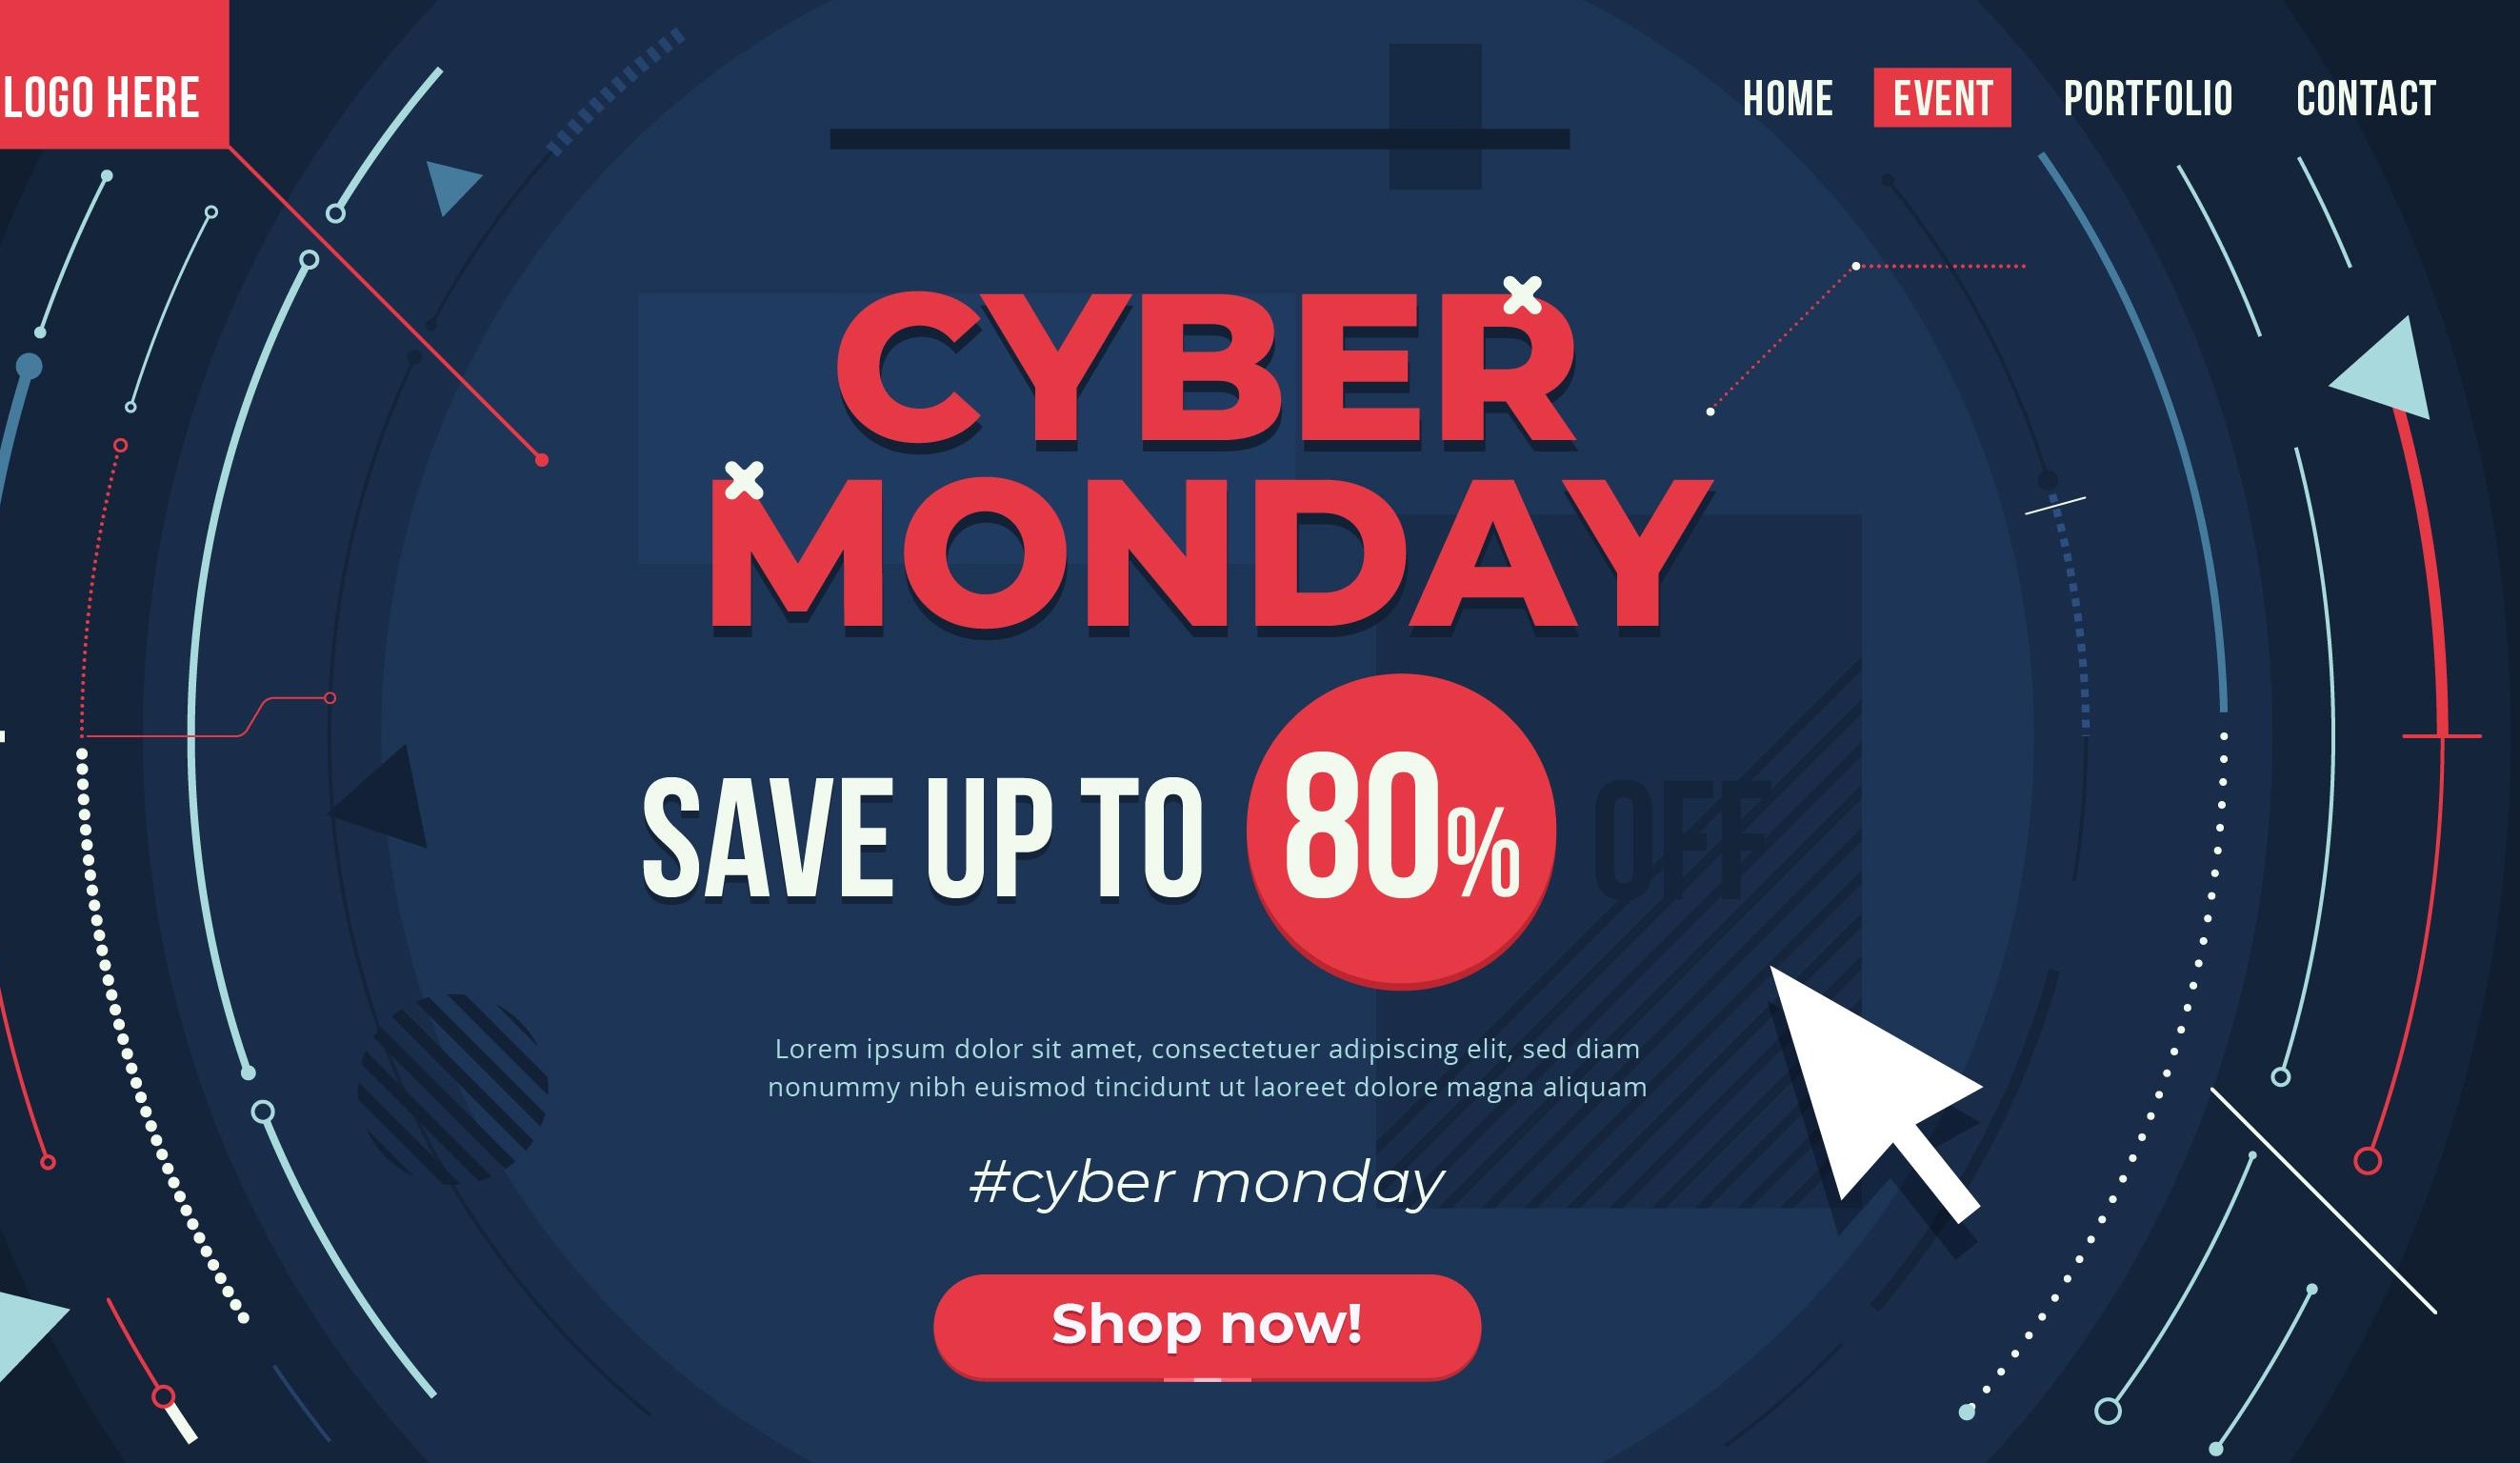 LOGO HERE
HOME EVENT PORTFOLIO CONTACT
CYBER
MONDAY
SAVE UP TO 80% OFF
Lorem ipsum dolor sit amet, consectetuer adipiscing elit, sed diam
nonummy nibh euismod tincidunt ut laoreet dolore magna aliquam
#cyber monday
Shop now!